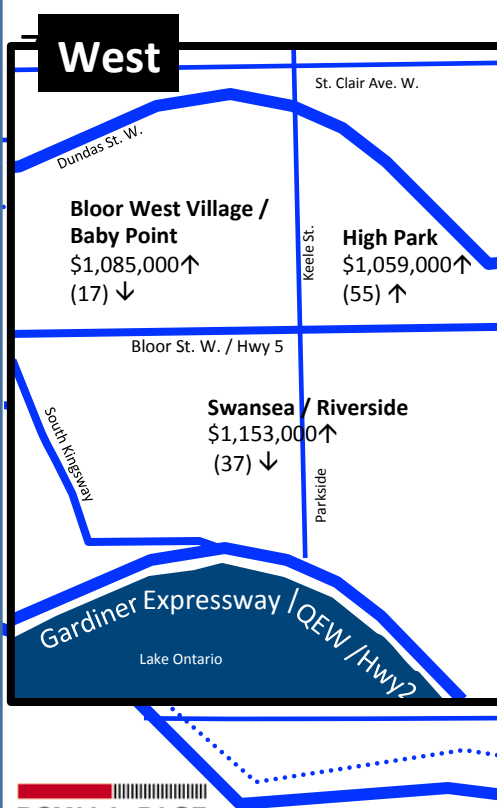 West
St. Clair Ave. W.
Dundas St. W.
Bloor West Village /
Baby Point
$1,085,000↑
(17) ↓
Keele St.
High Park
$1,059,000↑
(55) ↑
Bloor St. W. / Hwy 5
South Kingsway
Swansea / Riverside
$1,153,000↑
(37) ↓
Parkside
Gardiner Expressway / QEW /Hwy2
Lake Ontario